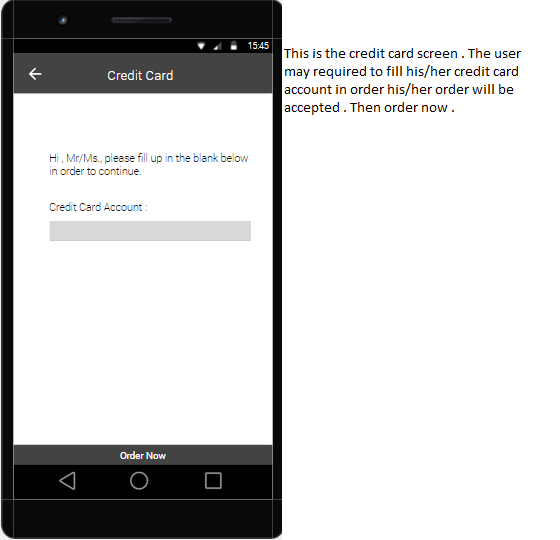 15:45
Credit Card
Hi , Mr/Ms., please fill up in the blank below
in order to continue.
Credit Card Account :
Order Now
This is the credit card screen . The user
may required to fill his/her credit card
account in order his/her order will be
accepted . Then order now .